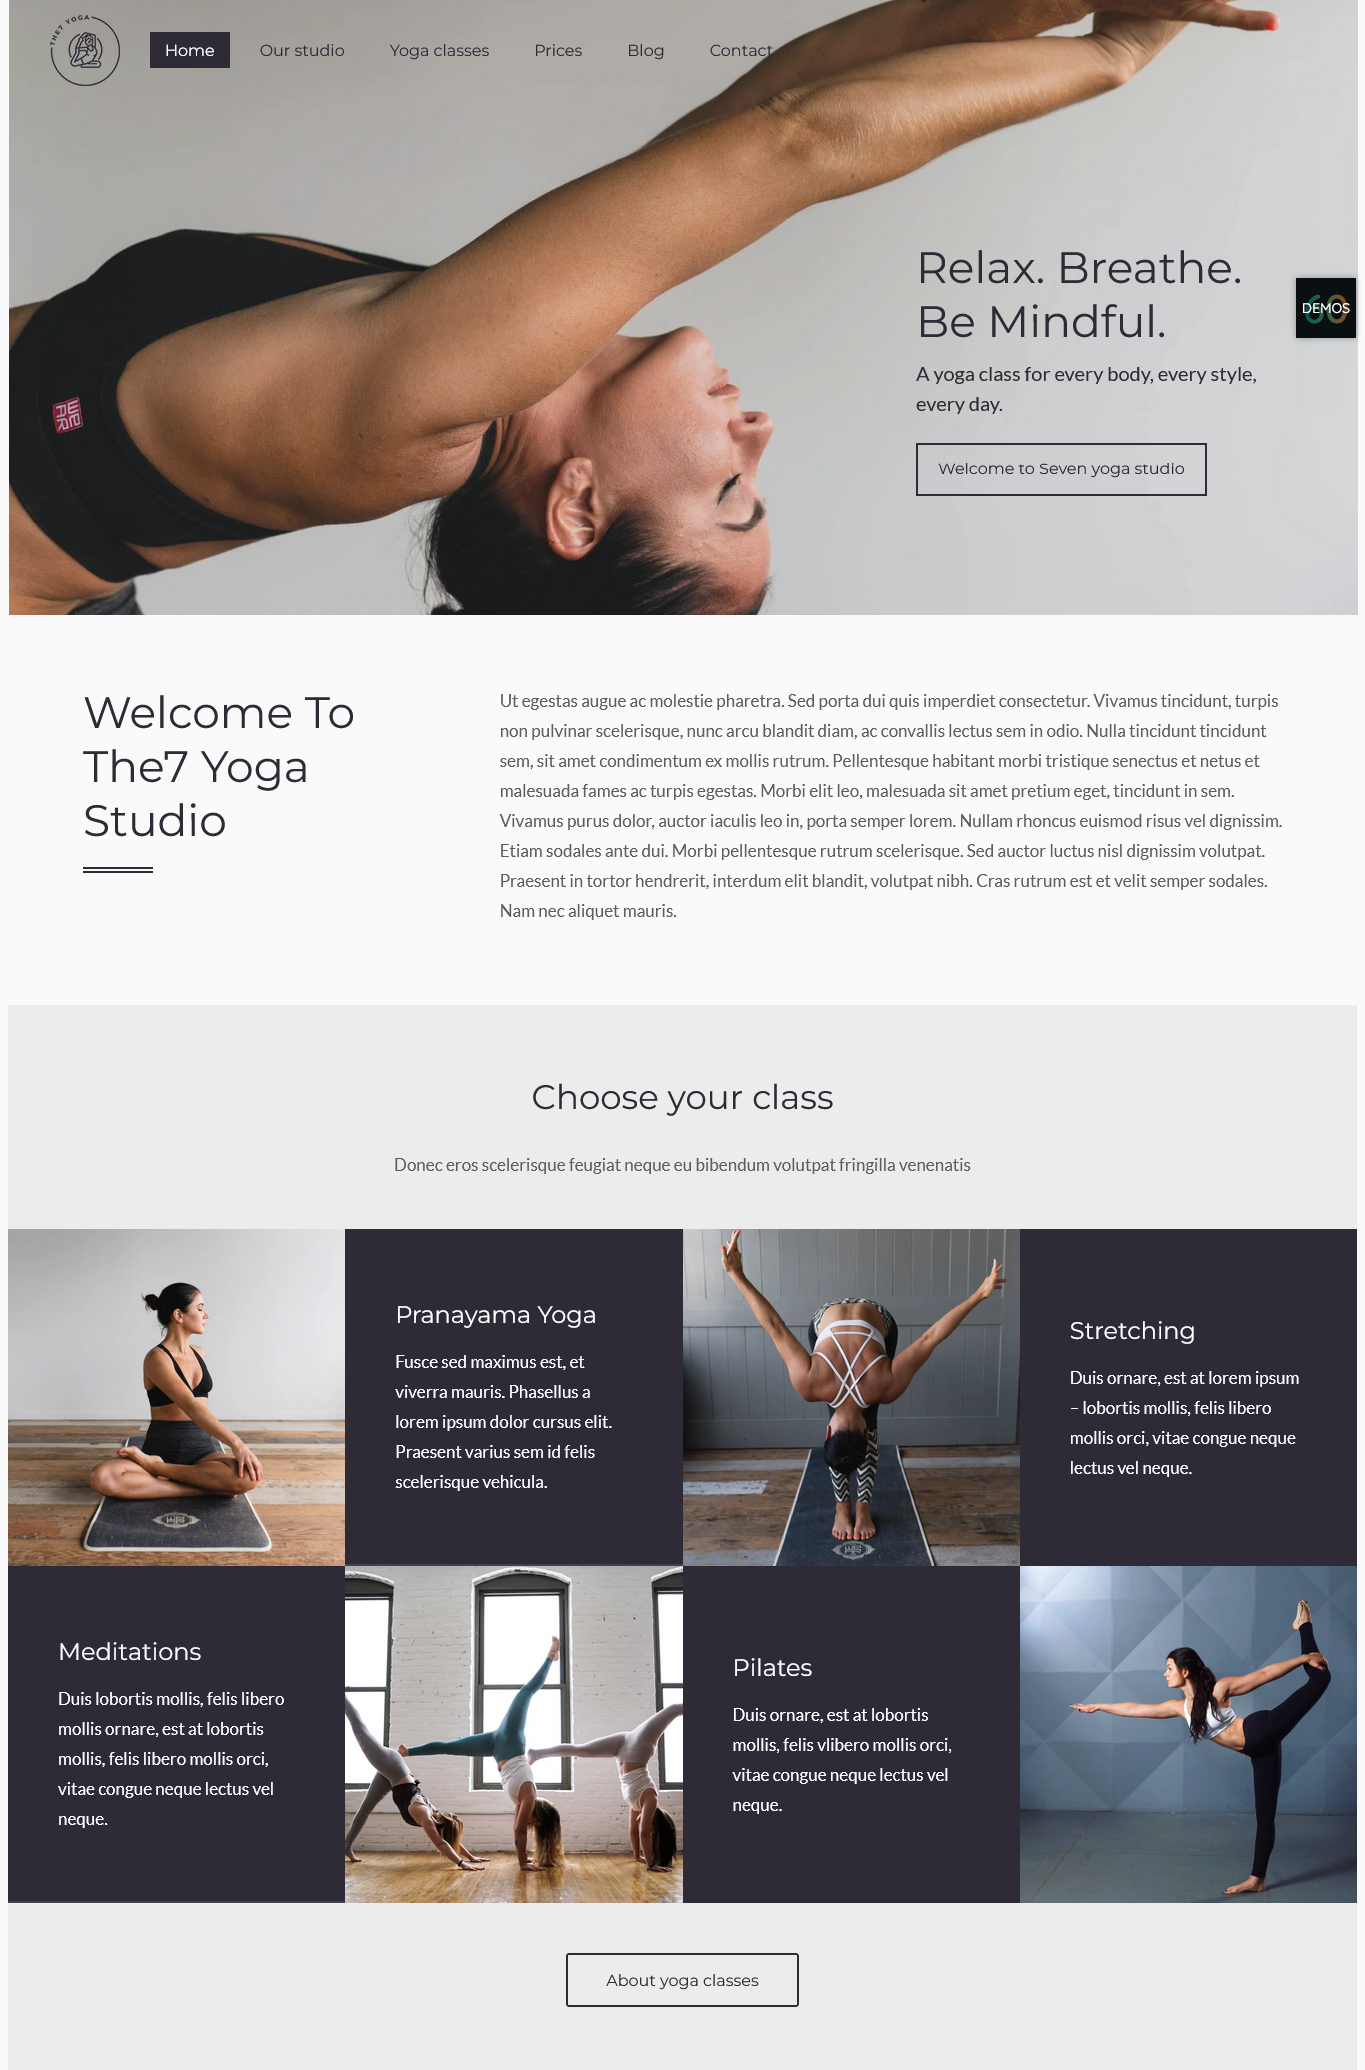 THE7 YOGA
Home
Our studio
Yoga classes
Prices
Blog
Contact
Relax. Breathe.
Be Mindful.
A yoga class for every body, every style,
every day.
Welcome to Seven yoga studio
60
DEMOS
Welcome To
The7 Yoga
Studio
Ut egestas augue ac molestie pharetra. Sed porta dui quis imperdiet consectetur. Vivamus tincidunt, turpis
non pulvinar scelerisque, nunc arcu blandit diam, ac convallis lectus sem in odio. Nulla tincidunt tincidunt
sem, sit amet condimentum ex mollis rutrum. Pellentesque habitant morbi tristique senectus et netus et
malesuada fames ac turpis egestas. Morbi elit leo, malesuada sit amet pretium eget, tincidunt in sem.
Vivamus purus dolor, auctor iaculis leo in, porta semper lorem. Nullam rhoncus euismod risus vel dignissim.
Etiam sodales ante dui. Morbi pellentesque rutrum scelerisque. Sed auctor luctus nisl dignissim volutpat.
Praesent in tortor hendrerit, interdum elit blandit, volutpat nibh. Cras rutrum est et velit semper sodales.
Nam nec aliquet mauris.
Choose your class
Donec eros scelerisque feugiat neque eu bibendum volutpat fringilla venenatis
Pranayama Yoga
Fusce sed maximus est, et
viverra mauris. Phasellus a
lorem ipsum dolor cursus elit.
Praesent varius sem id felis
scelerisque vehicula.
Stretching
Duis ornare, est at lorem ipsum
– lobortis mollis, felis libero
mollis orci, vitae congue neque
lectus vel neque.
Meditations
Duis lobortis mollis, felis libero
mollis ornare, est at lobortis
mollis, felis libero mollis orci,
vitae congue neque lectus vel
neque.
Pilates
Duis ornare, est at lobortis
mollis, felis vlibero mollis orci,
vitae congue neque lectus vel
neque.
About yoga classes